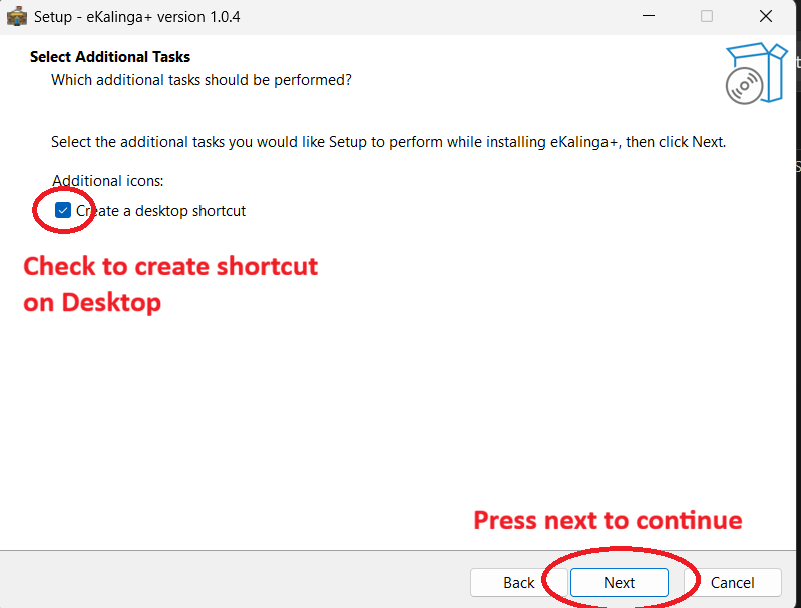 Setup - eKalinga+ version 1.0.4
Select Additional Tasks
Which additional tasks should be performed?
Select the additional tasks you would like Setup to perform while installing eKalinga+, then click Next.
Additional icons:
Create a desktop shortcut
Check to create shortcut
on Desktop
Press next to continue
Back Next Cancel